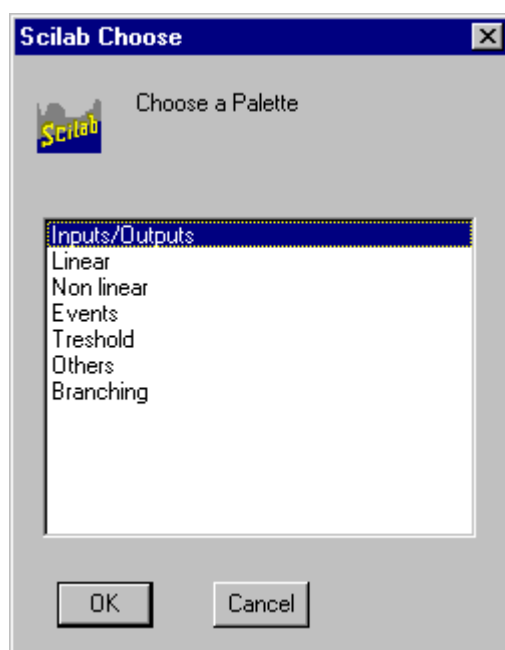 Scilab Choose
Scilab
Choose a Palette
Inputs/Outputs
Linear
Non linear
Events
Treshold
Others
Branching
OK
Cancel